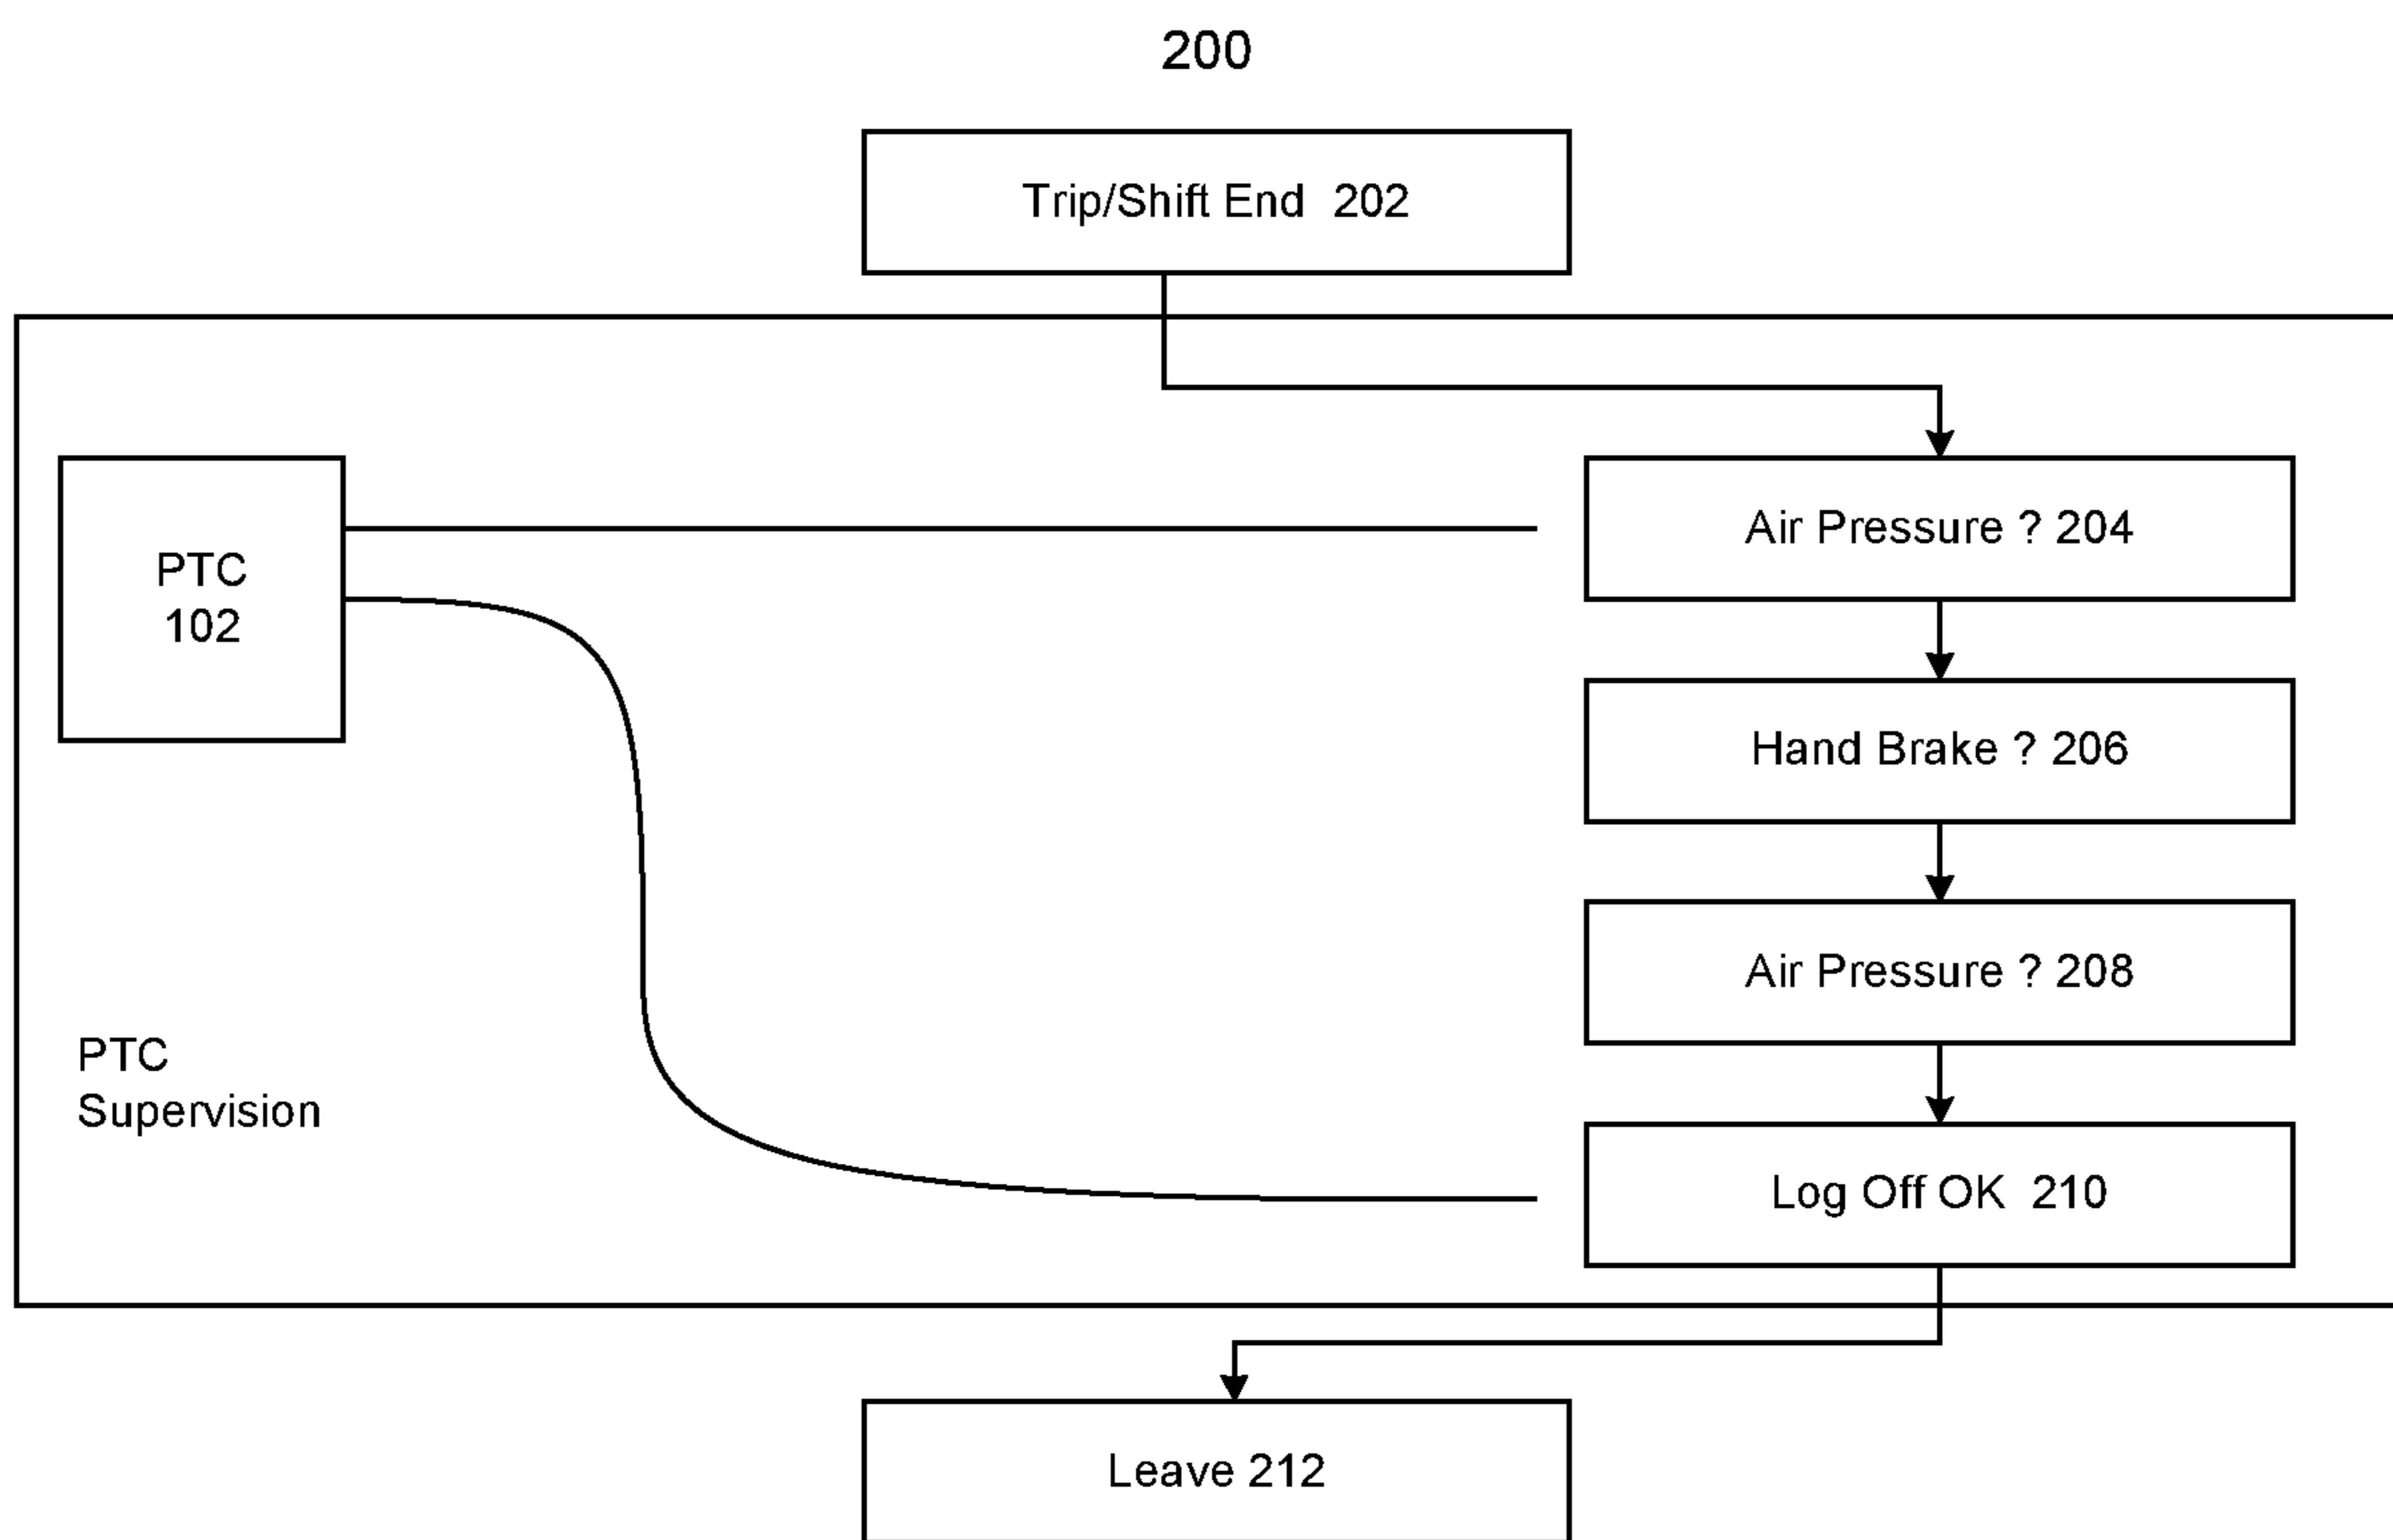 200
Trip/Shift End 202
PTC
102
Air Pressure ? 204
Hand Brake ? 206
Air Pressure ? 208
PTC
Supervision
Log Off OK 210
Leave 212